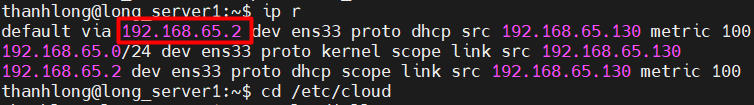 thanhlong@long_server1:~$ ip r
default via 192.168.65.2 dev ens33 proto dhcp src 192.168.65.130 metric 100
192.168.65.0/24 dev ens33 proto kernel scope link src 192.168.65.130
192.168.65.2 dev ens33 proto dhcp scope link src 192.168.65.130 metric 100
thanhlong@long_server1:~$ cd /etc/cloud